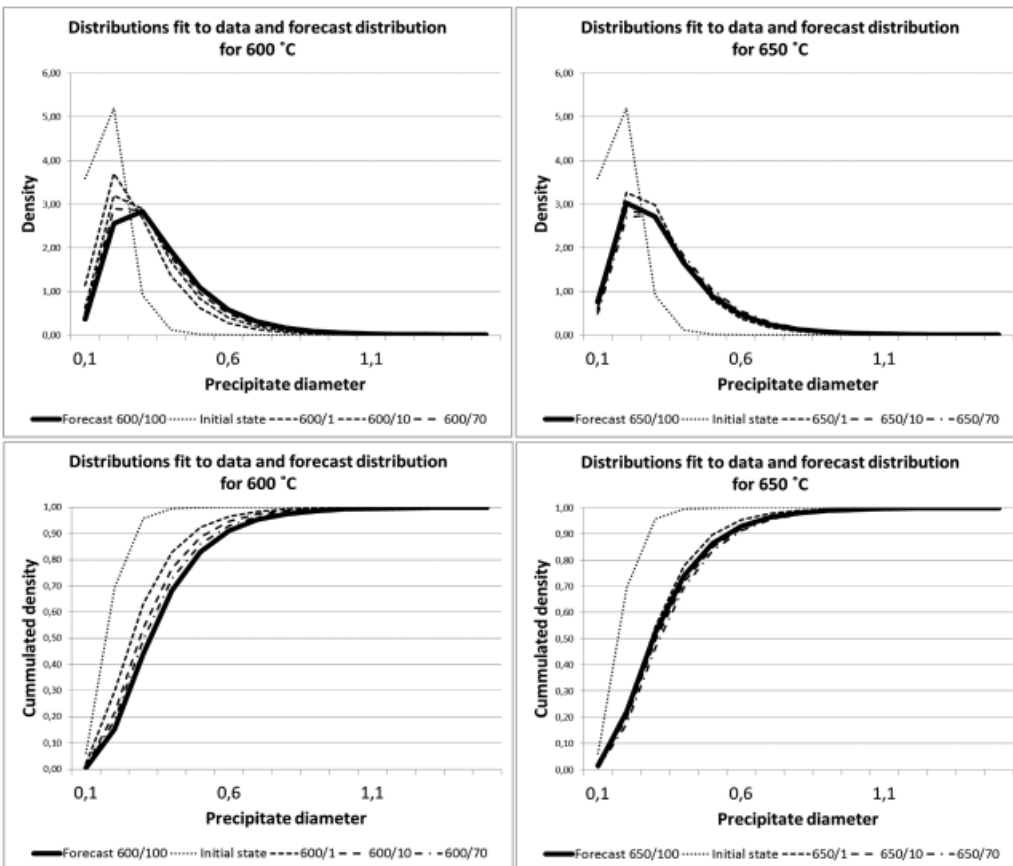 Distributions fit to data and forecast distribution
for 600 ˚C
6,00
5,00
4,00
3,00
2,00
1,00
0,00
Density
0,1 0,6 1,1
Precipitate diameter
Forecast 600/100 Initial state 600/1 600/10 600/70
Distributions fit to data and forecast distribution
for 650 ˚C
6,00
5,00
4,00
3,00
2,00
1,00
0,00
Density
0,1 0,6 1,1
Precipitate diameter
Forecast 650/100 Initial state 650/1 650/10 650/70
Distributions fit to data and forecast distribution
for 600 ˚C
1,00
0,90
0,80
0,70
0,60
0,50
0,40
0,30
0,20
0,10
0,00
Cummulated density
0,1 0,6 1,1
Precipitate diameter
Forecast 600/100 Initial state 600/1 600/10 600/70
Distributions fit to data and forecast distribution
for 650 ˚C
1,00
0,90
0,80
0,70
0,60
0,50
0,40
0,30
0,20
0,10
0,00
Cummulated density
0,1 0,6 1,1
Precipitate diameter
Forecast 650/100 Initial state 650/1 650/10 650/70